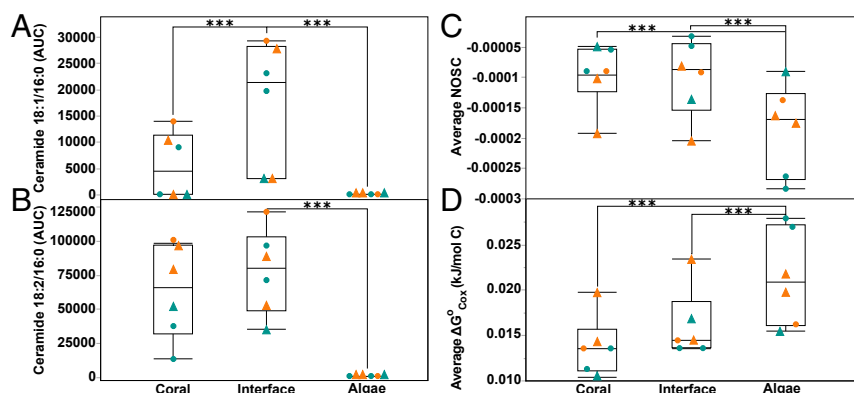 A
***
Ceramide 18:1/16:0 (AUC)
30000
25000
20000
15000
10000
5000
0
B
***
Ceramide 18:2/16:0 (AUC)
125000
100000
75000
50000
25000
0
Coral Interface Algae
C
***
***
Average NOSC
-0.00005
-0.0001
-0.00015
-0.0002
-0.00025
-0.0003
D
***
***
Average ΔG°Cox (kJ/mol C)
0.025
0.020
0.015
0.010
Coral Interface Algae